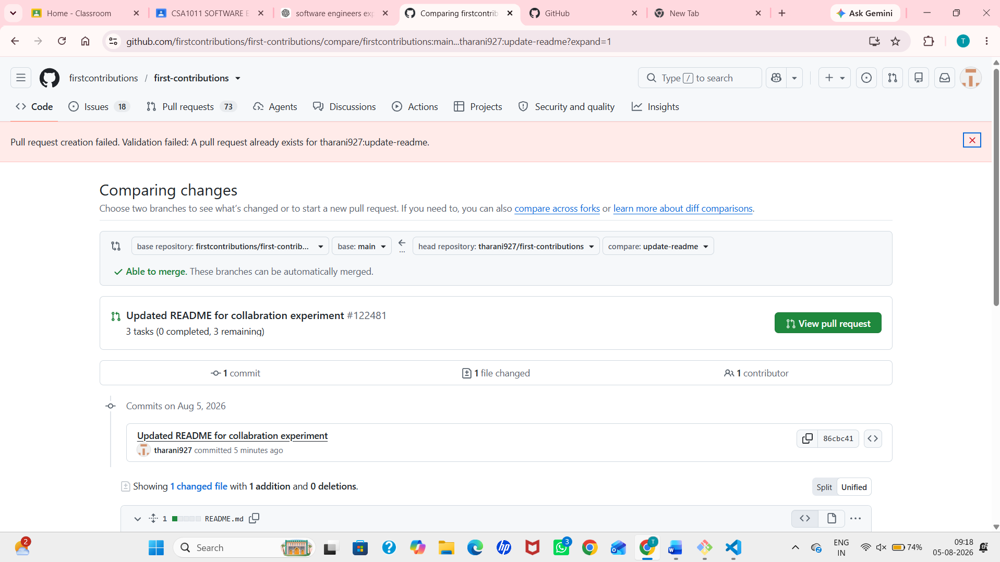 Home - Classroom
CSA1011 SOFTWARE E
software engineers exp
Comparing firstcontrib
GitHub
New Tab
Ask Gemini
github.com/firstcontributions/first-contributions/compare/firstcontributions:main...tharani927:update-readme?expand=1
T
firstcontributions / first-contributions
Type / to search
Code
Issues 18
Pull requests 73
Agents
Discussions
Actions
Projects
Security and quality
Insights
Pull request creation failed. Validation failed: A pull request already exists for tharani927:update-readme.
Comparing changes
Choose two branches to see what's changed or to start a new pull request. If you need to, you can also compare across forks or learn more about diff comparisons.
base repository: firstcontributions/first-contrib...
base: main
...
head repository: tharani927/first-contributions
compare: update-readme
Able to merge. These branches can be automatically merged.
Updated README for collabration experiment #122481
3 tasks (0 completed, 3 remaining)
View pull request
1 commit
1 file changed
1 contributor
Commits on Aug 5, 2026
Updated README for collabration experiment
tharani927 committed 5 minutes ago
86cbc41
Showing 1 changed file with 1 addition and 0 deletions.
Split
Unified
1
README.md
2
Search
3
T
ENG
IN
74%
09:18
05-08-2026